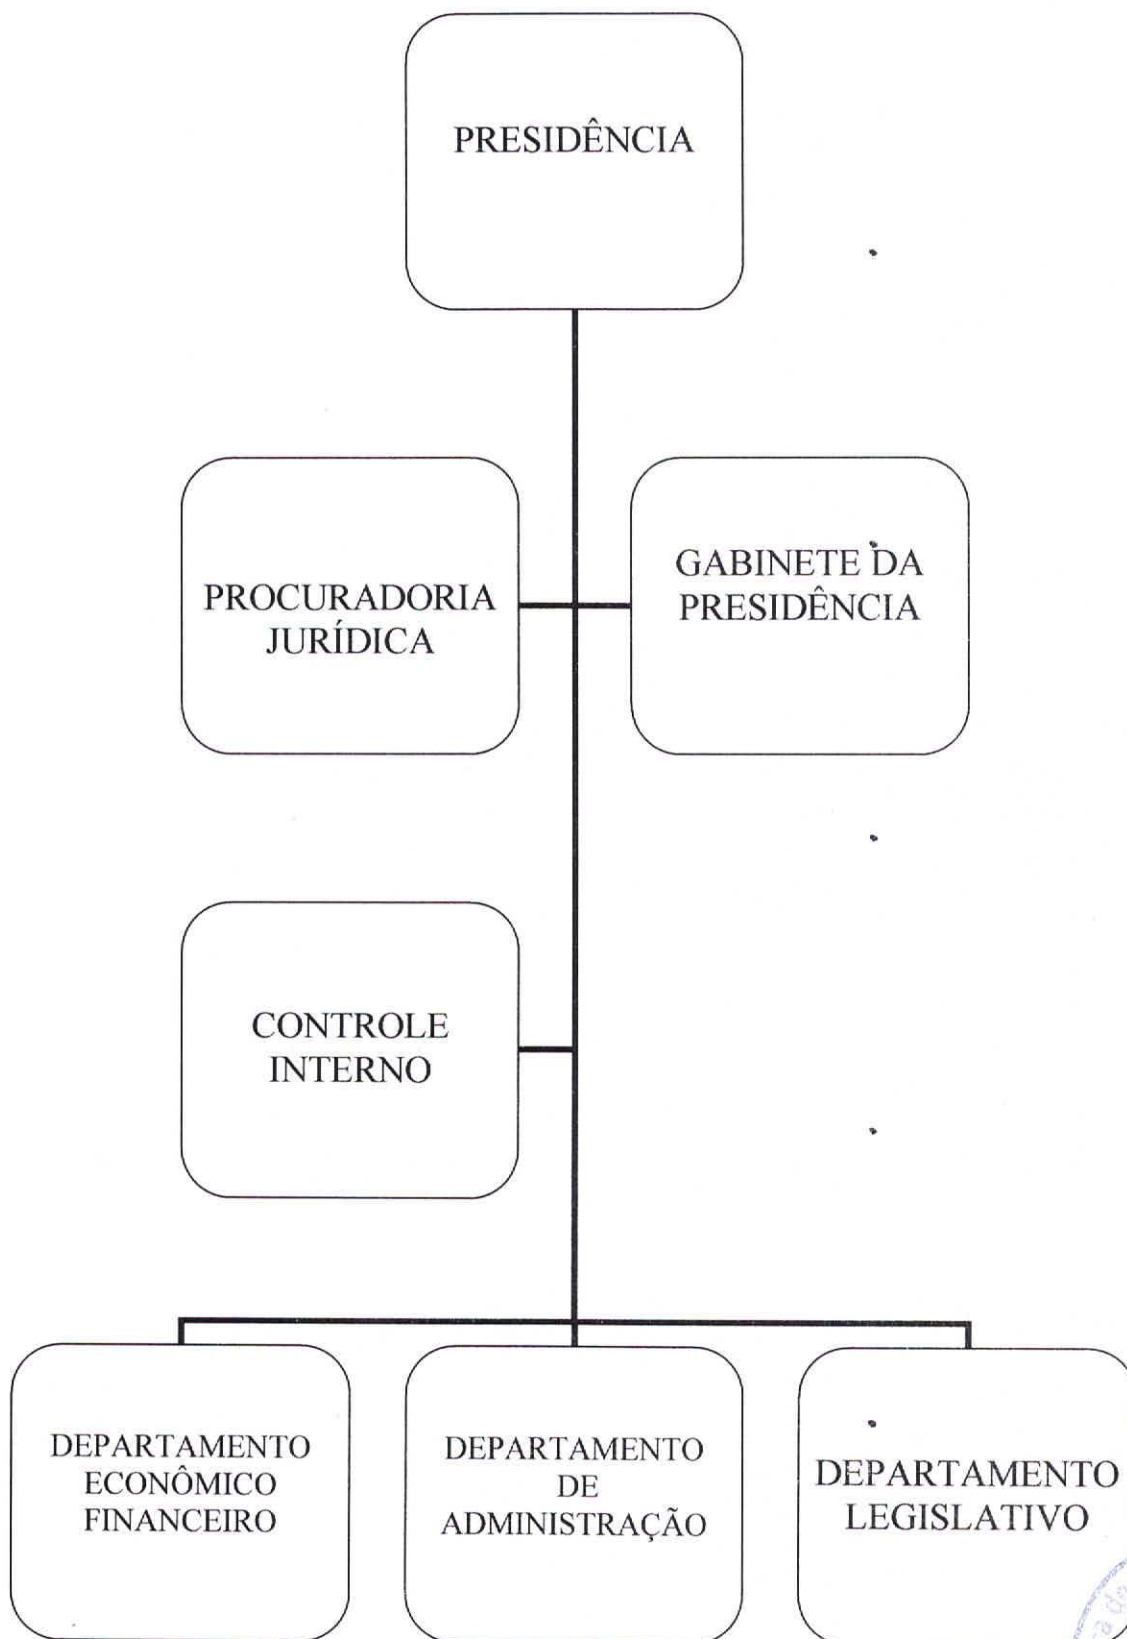 PRESIDÊNCIA
PROCURADORIA
JURÍDICA
GABINETE DA
PRESIDÊNCIA
CONTROLE
INTERNO
DEPARTAMENTO
ECONÔMICO
FINANCEIRO
DEPARTAMENTO
DE
ADMINISTRAÇÃO
DEPARTAMENTO
LEGISLATIVO